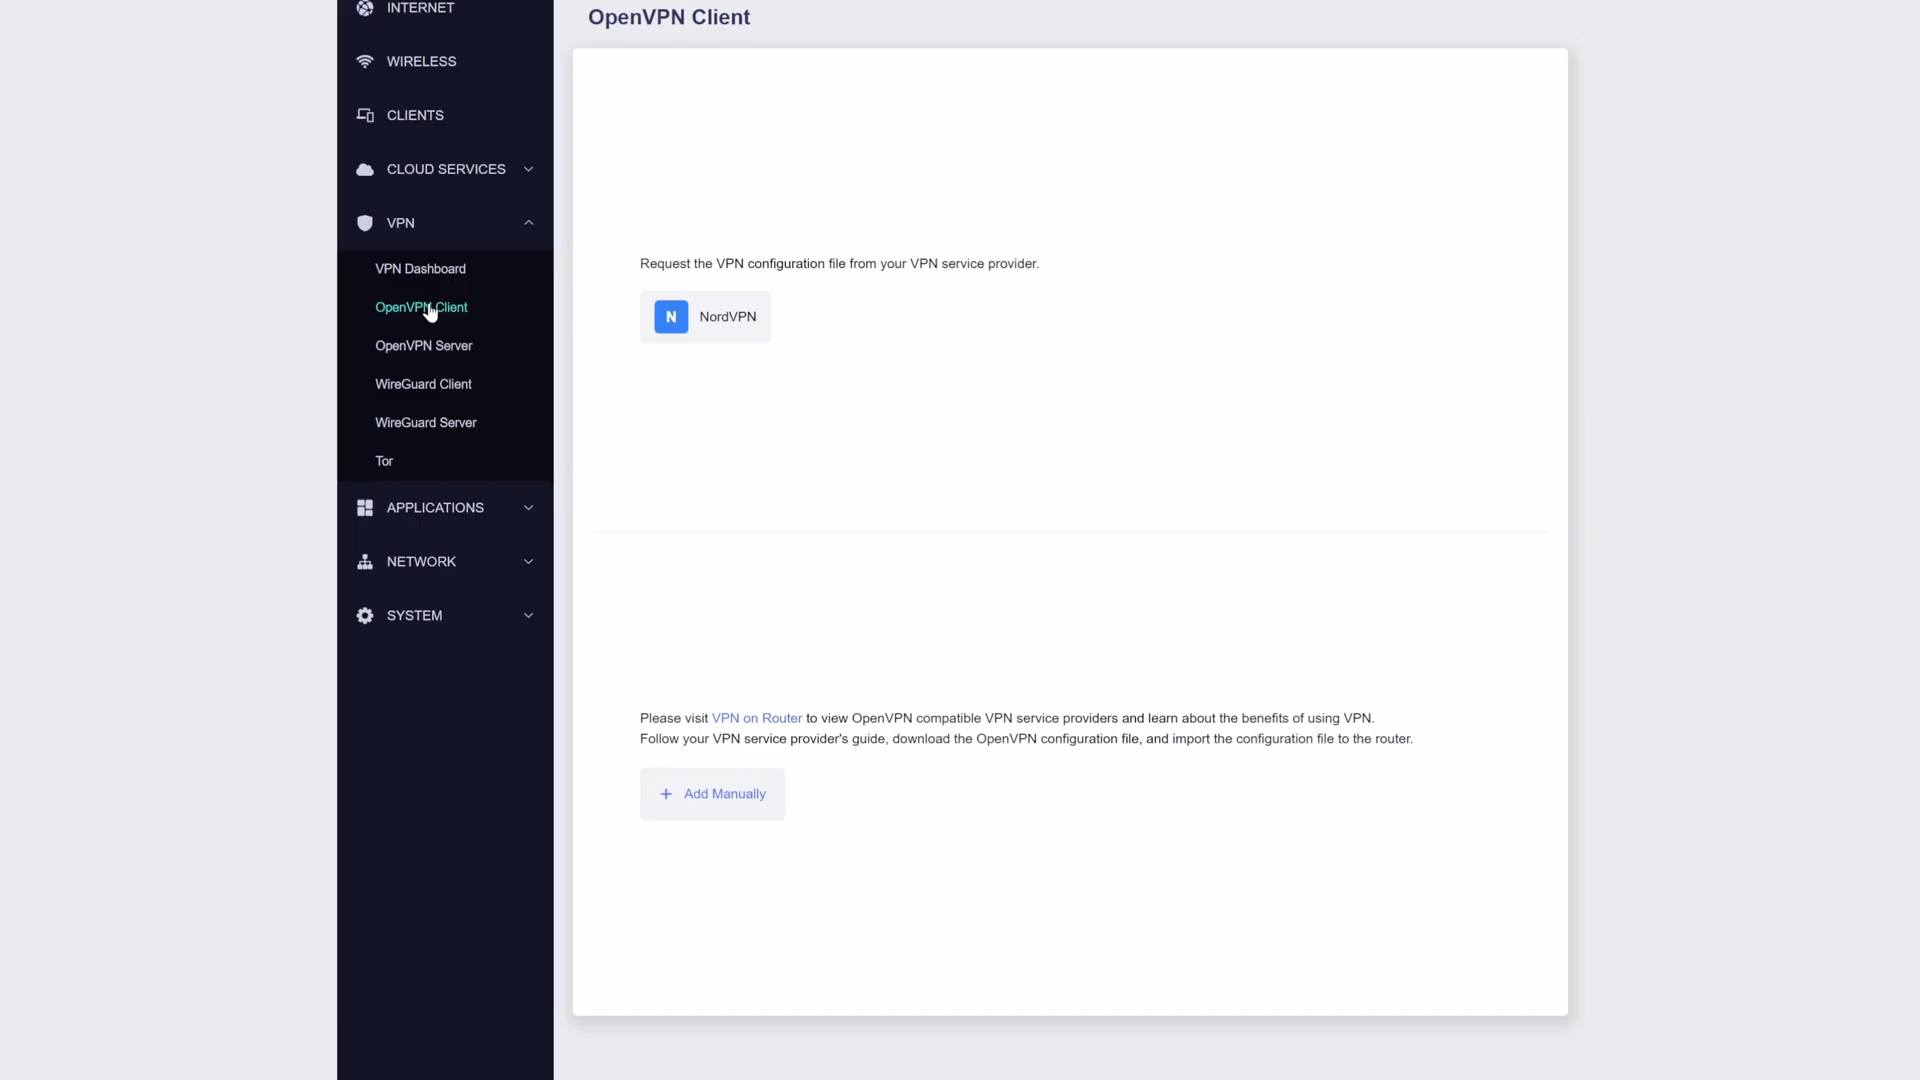 INTERNET
WIRELESS
CLIENTS
CLOUD SERVICES
VPN
VPN Dashboard
OpenVPN Client
OpenVPN Server
WireGuard Client
WireGuard Server
Tor
APPLICATIONS
NETWORK
SYSTEM
OpenVPN Client
Request the VPN configuration file from your VPN service provider.
N NordVPN
Please visit VPN on Router to view OpenVPN compatible VPN service providers and learn about the benefits of using VPN.
Follow your VPN service provider's guide, download the OpenVPN configuration file, and import the configuration file to the router.
+ Add Manually